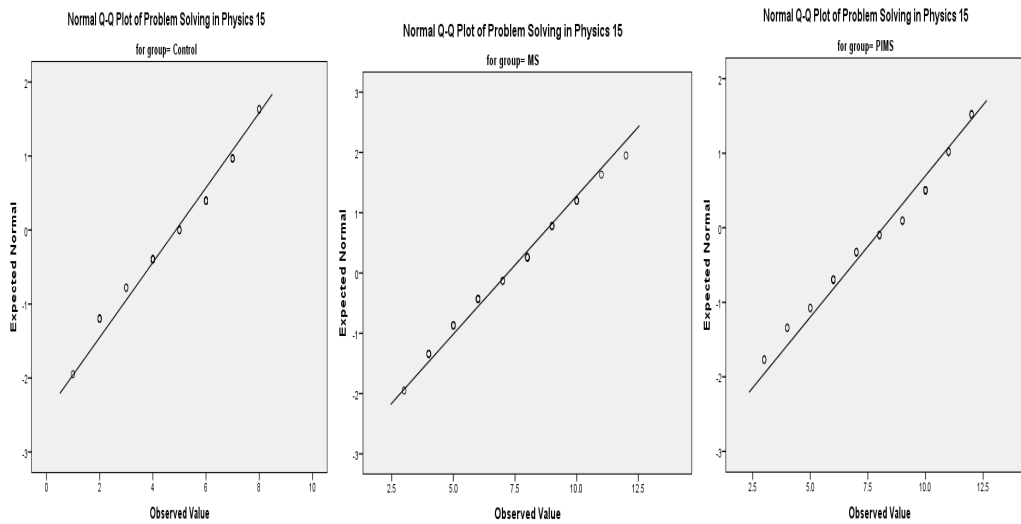 Normal Q-Q Plot of Problem Solving in Physics 15
for group= Control
2
1
0
-1
-2
-3
Expected Normal
0 2 4 6 8 10
Observed Value
Normal Q-Q Plot of Problem Solving in Physics 15
for group= MS
3
2
1
0
-1
-2
-3
Expected Normal
2.5 5.0 7.5 10.0 12.5
Observed Value
Normal Q-Q Plot of Problem Solving in Physics 15
for group= PIMS
2
1
0
-1
-2
-3
Expected Normal
2.5 5.0 7.5 10.0 12.5
Observed Value